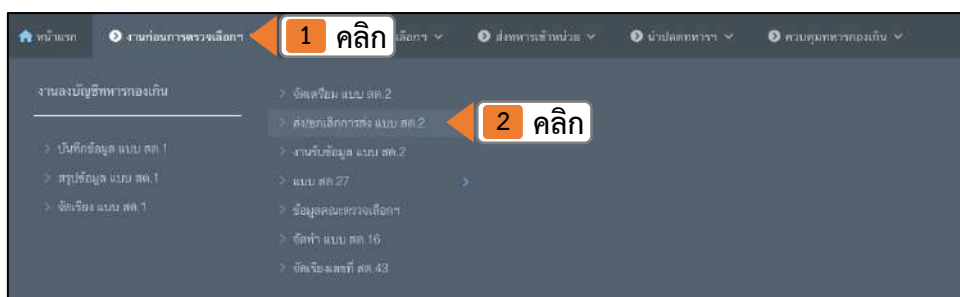 หน้าแรก งานก่อนการตรวจเลือกฯ 1 คลิก เลือกฯ ส่งทหารเข้าหน่วย นำปลดทหารฯ ควบคุมทหารกองเกิน
งานลงบัญชีทหารกองเกิน
> จัดเตรียม แบบ สด.2
> ส่ง/ยกเลิกการส่ง แบบ สด.2 2 คลิก
> บันทึกข้อมูล แบบ สด.1 > งานรับข้อมูล แบบ สด.2
> สรุปข้อมูล แบบ สด.1 > แบบ สด.27 >
> จัดเรียง แบบ สด.1 > ข้อมูลคณะตรวจเลือกฯ
> จัดทำ แบบ สด.16
> จัดเรียงเลขที่ สด.43